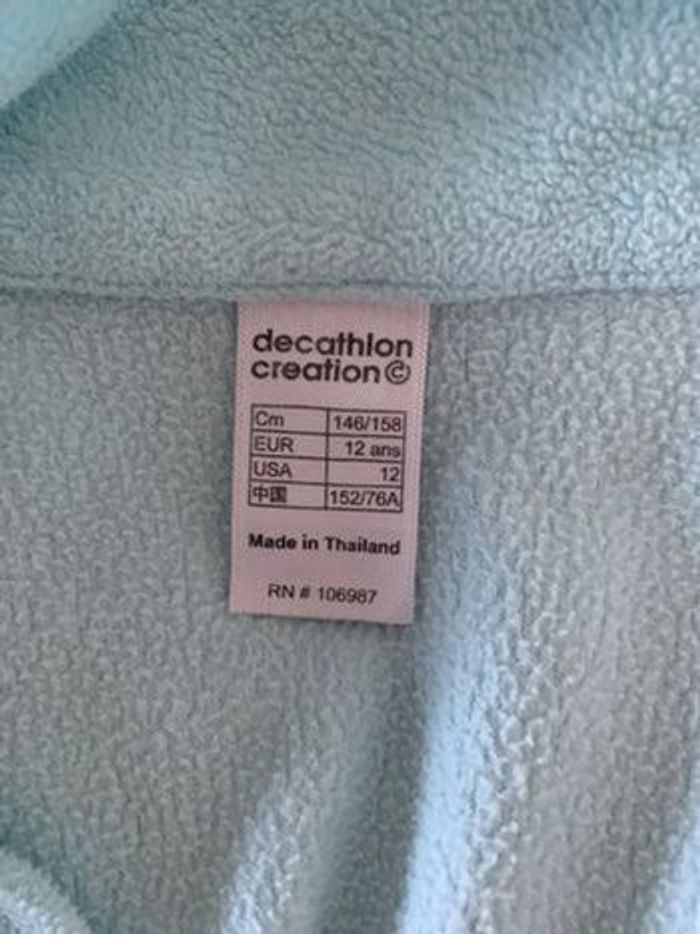 decathlon
creation©
Cm 146/158
EUR 12 ans
USA 12
中国 152/76A
Made in Thailand
RN # 106987